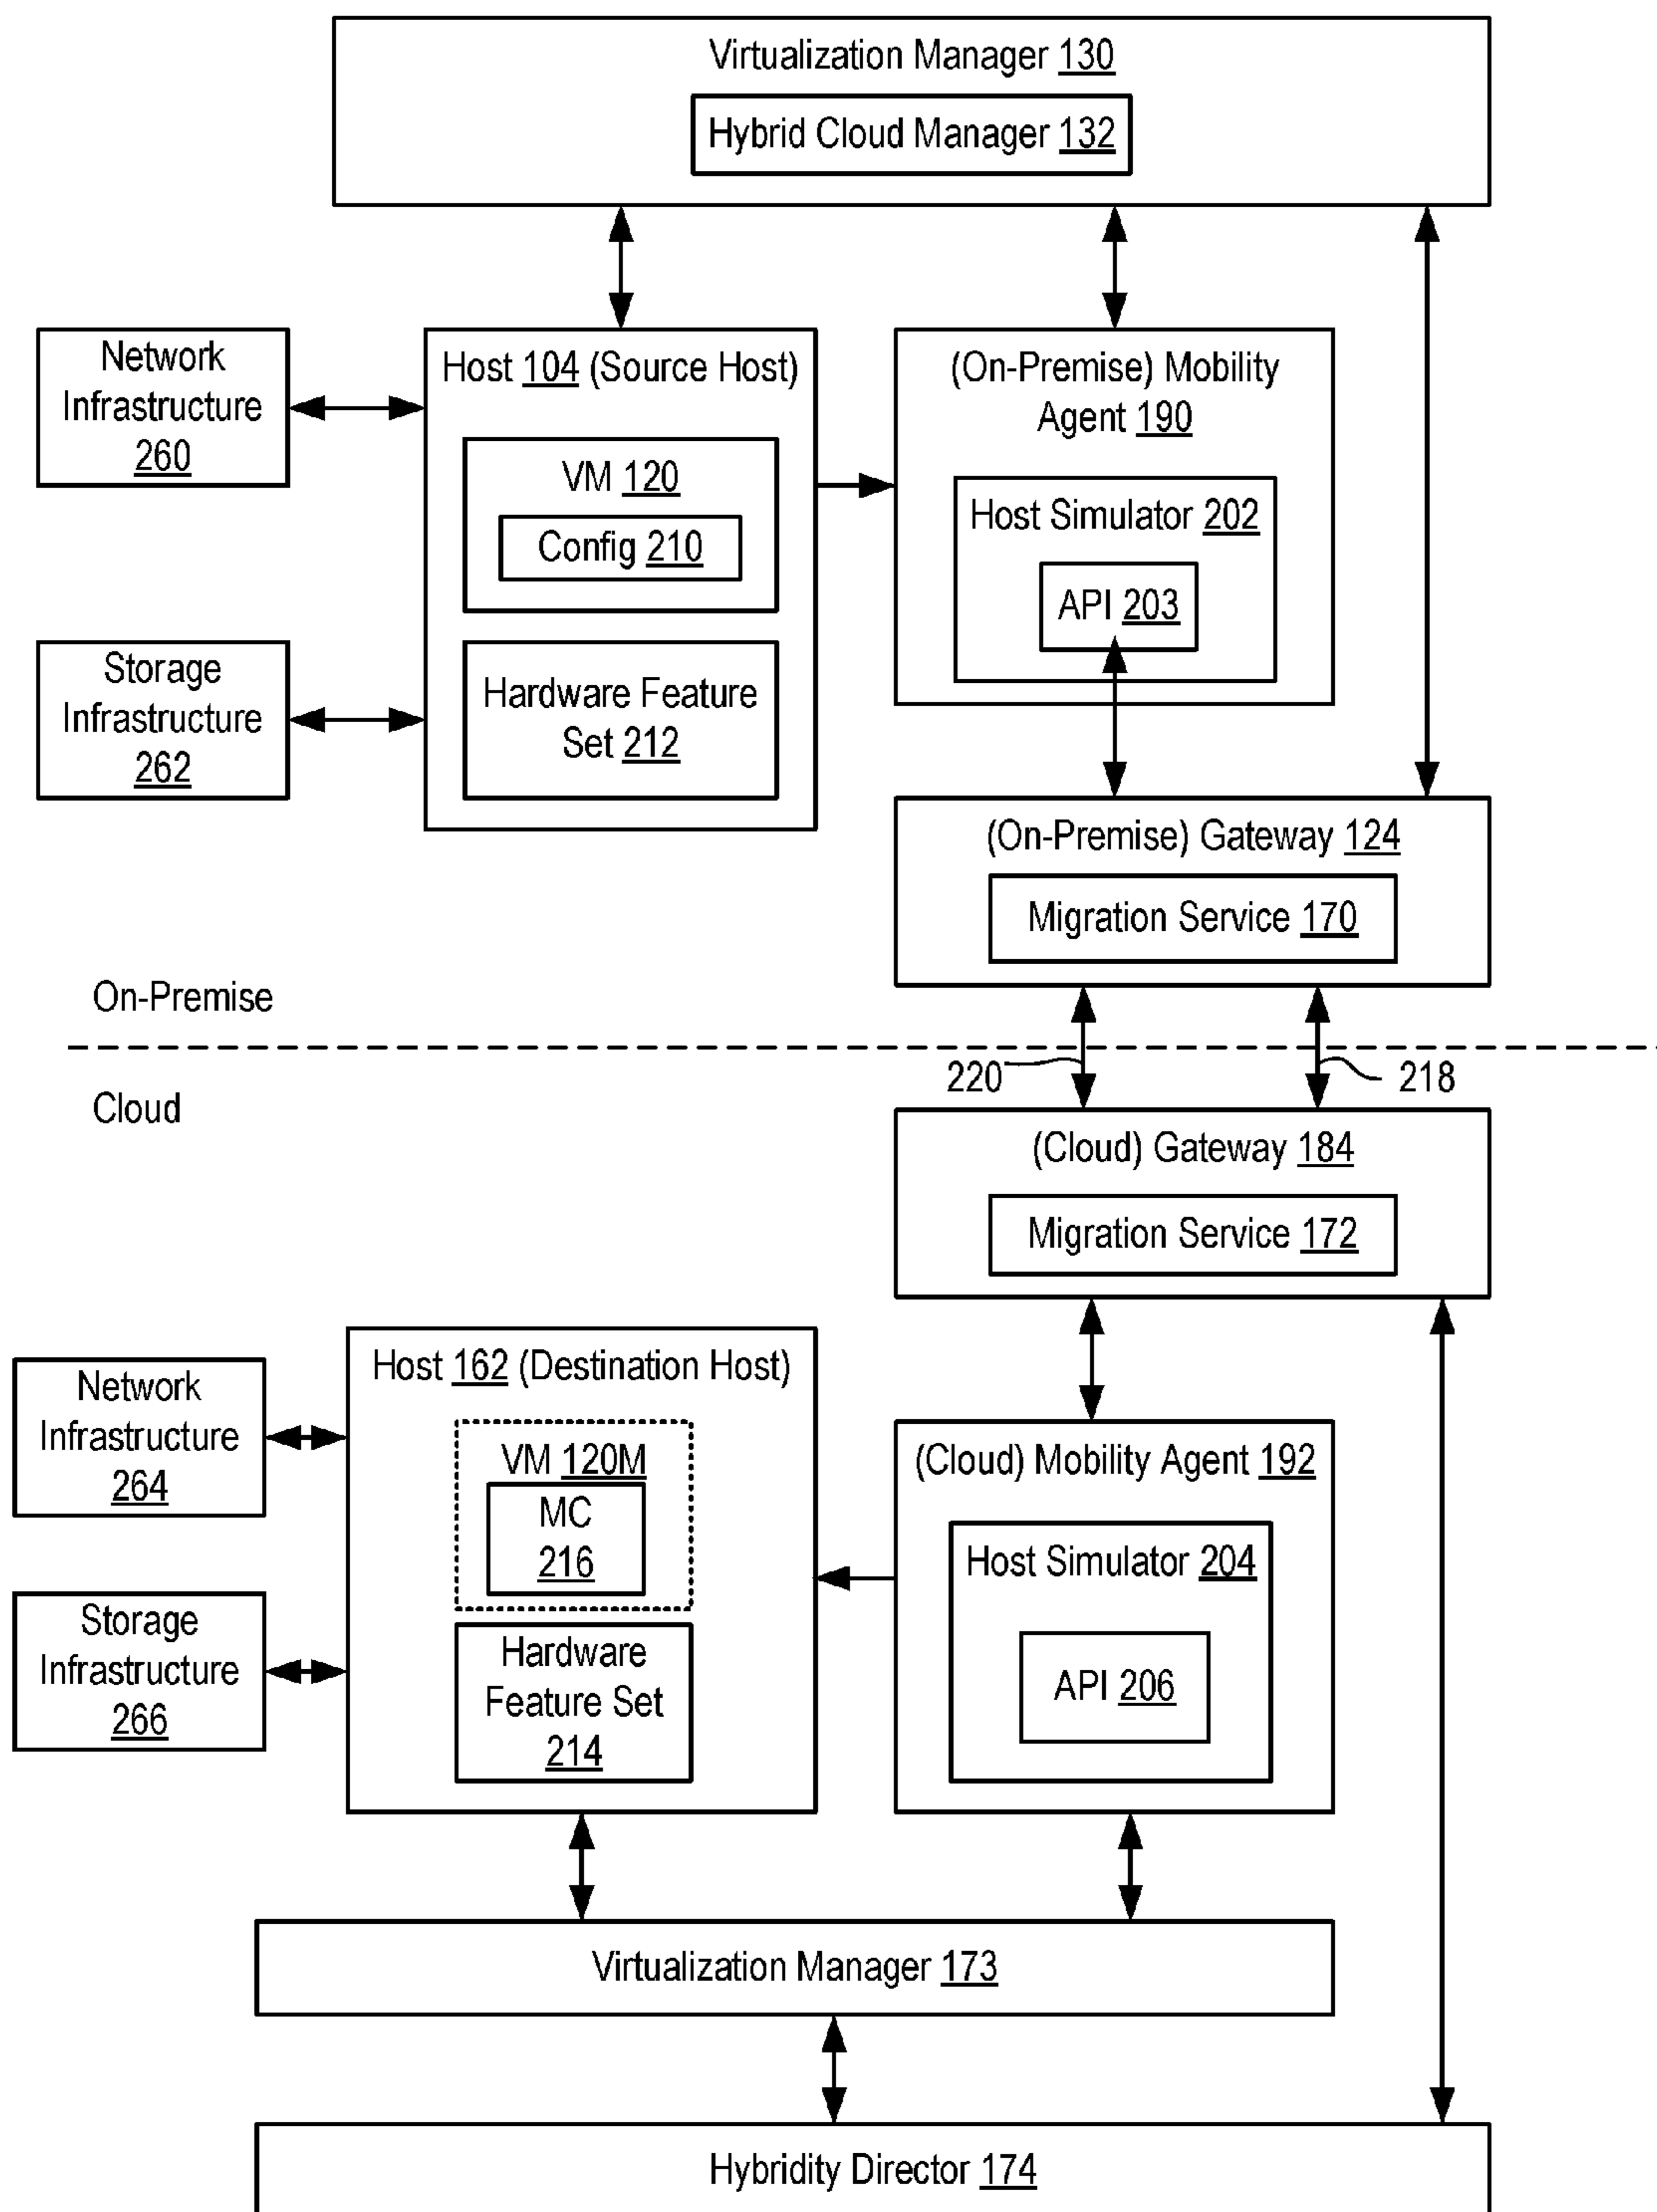 Virtualization Manager 130
Hybrid Cloud Manager 132
Network
Infrastructure
260
Host 104 (Source Host)
VM 120
Config 210
Hardware Feature
Set 212
(On-Premise) Mobility
Agent 190
Host Simulator 202
API 203
Storage
Infrastructure
262
(On-Premise) Gateway 124
Migration Service 170
On-Premise
220
218
Cloud
(Cloud) Gateway 184
Migration Service 172
Network
Infrastructure
264
Host 162 (Destination Host)
VM 120M
MC
216
Hardware
Feature Set
214
(Cloud) Mobility Agent 192
Host Simulator 204
API 206
Storage
Infrastructure
266
Virtualization Manager 173
Hybridity Director 174